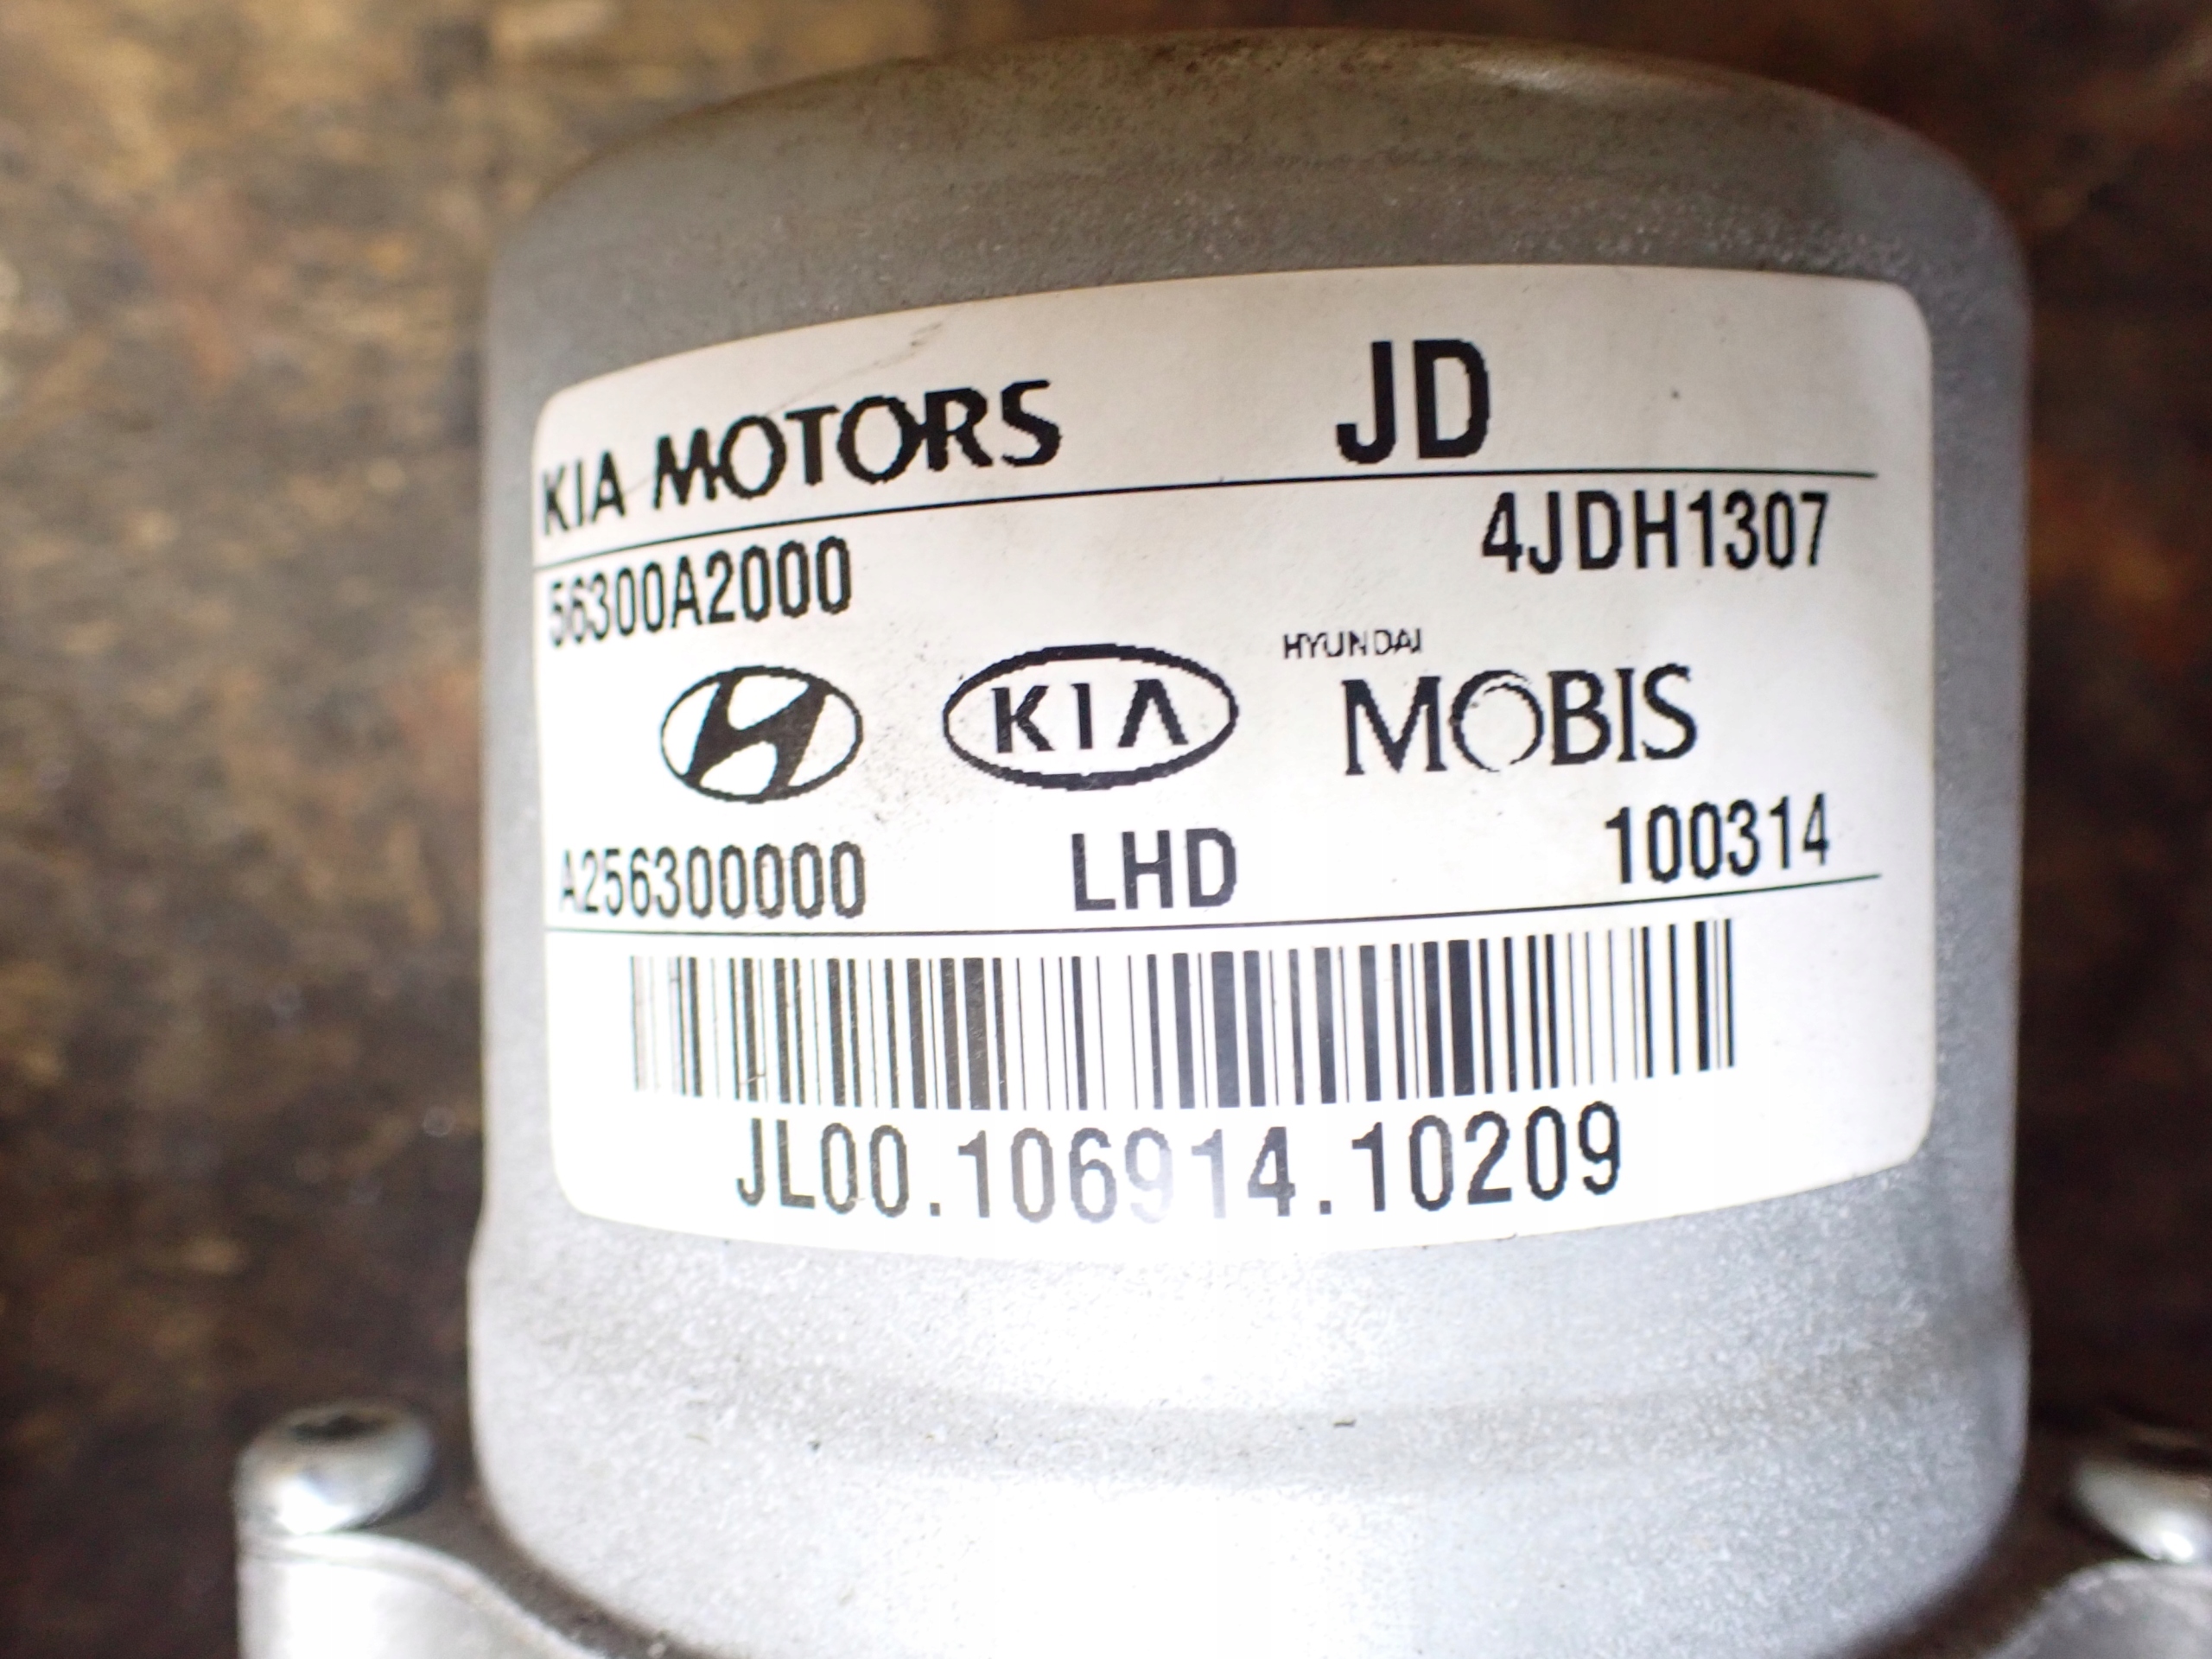 KIA MOTORS JD
56300A2000 4JDH1307
KIA HYUNDAI MOBIS
A256300000 LHD 100314
JL00.106914.10209